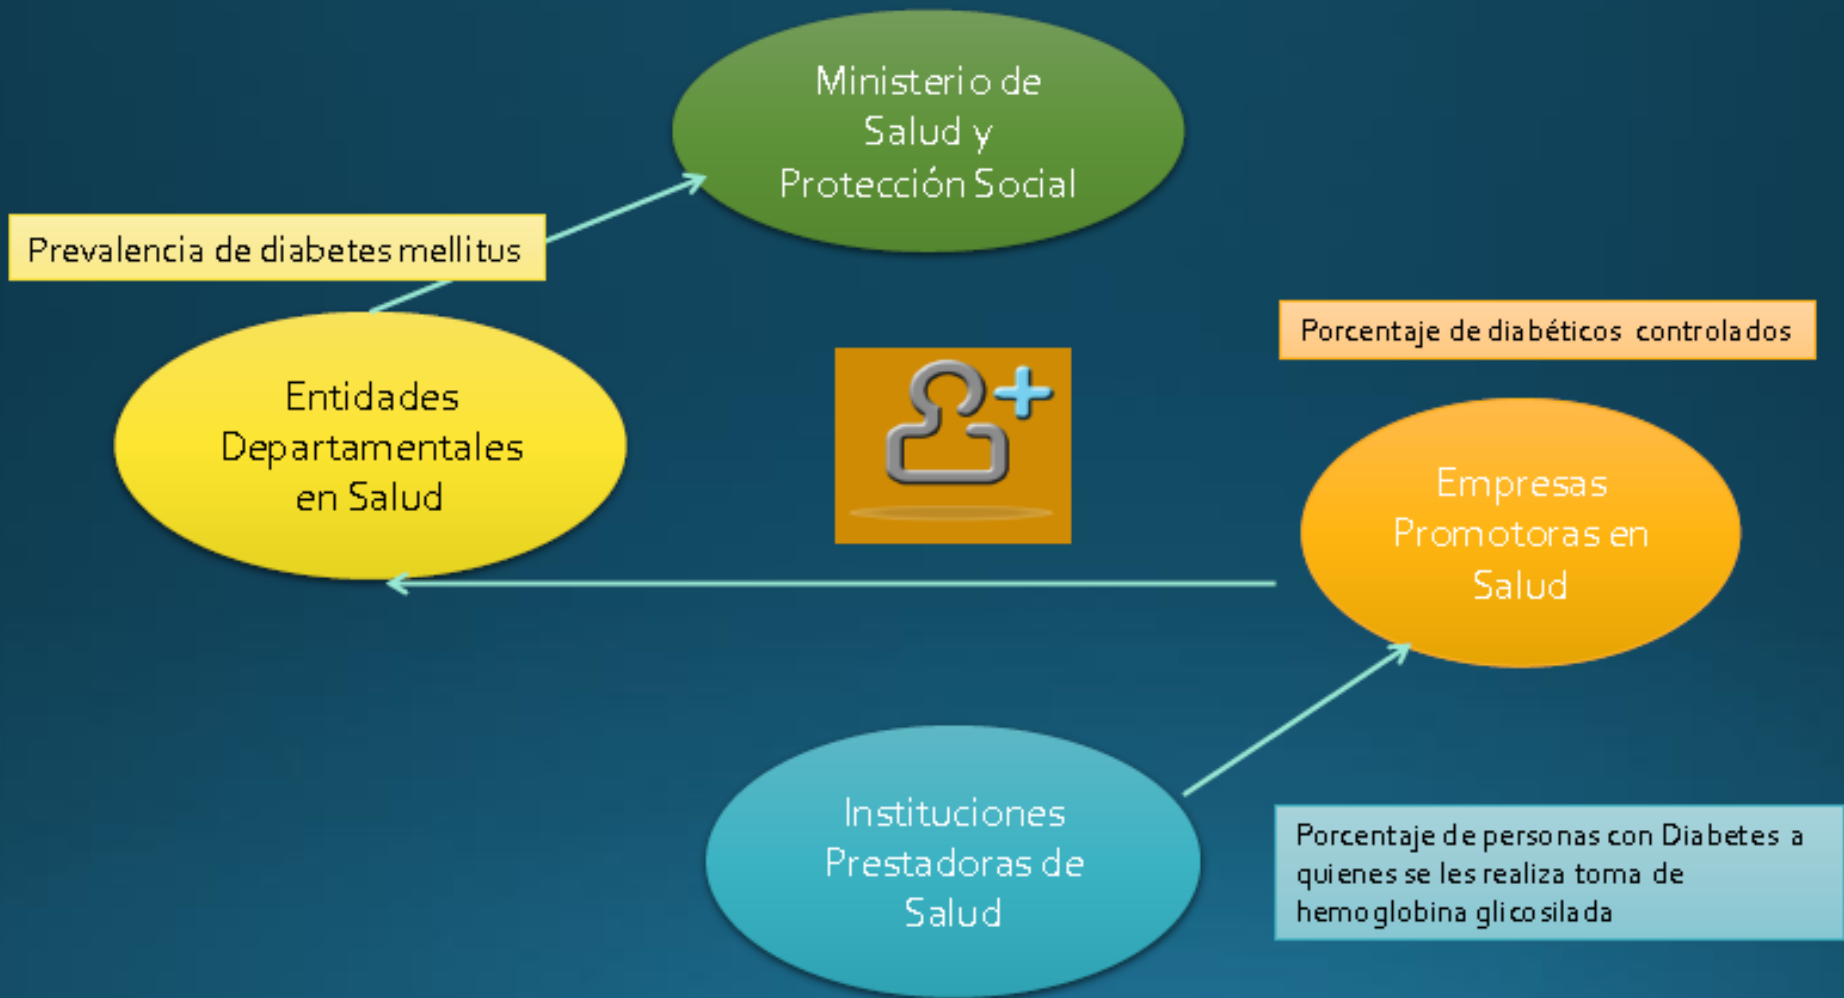 Ministerio de
Salud y
Protección Social
Prevalencia de diabetes mellitus
Entidades
Departamentales
en Salud
Porcentaje de diabéticos controlados
Empresas
Promotoras en
Salud
Instituciones
Prestadoras de
Salud
Porcentaje de personas con Diabetes a
quienes se les realiza toma de
hemoglobina glicosilada